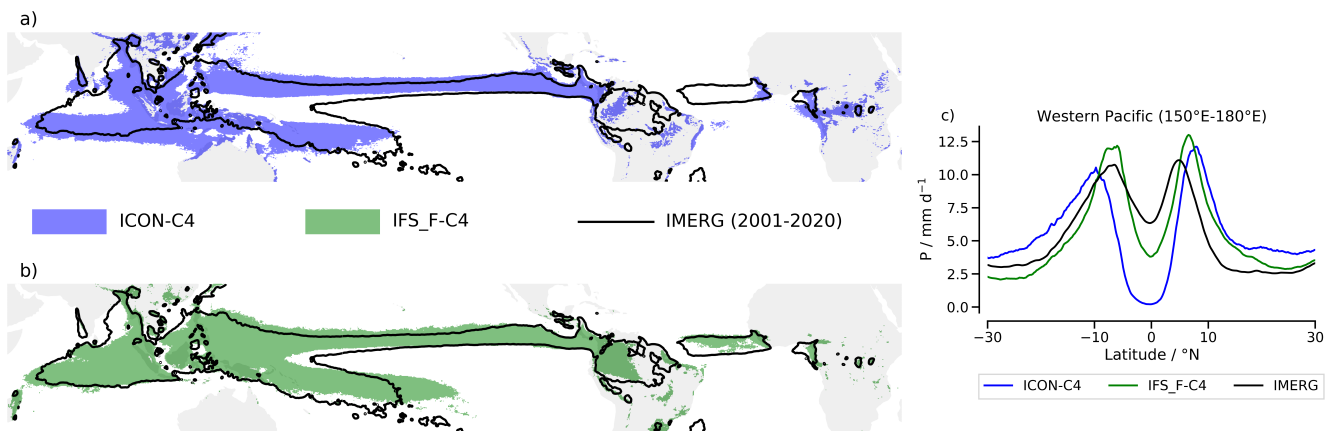 a)
ICON-C4 IFS_F-C4 IMERG (2001-2020)
b)
c)
Western Pacific (150°E-180°E)
P / mm d⁻¹
12.5
10.0
7.5
5.0
2.5
0.0
−30 −10 0 10 30
Latitude / °N
ICON-C4 IFS_F-C4 IMERG